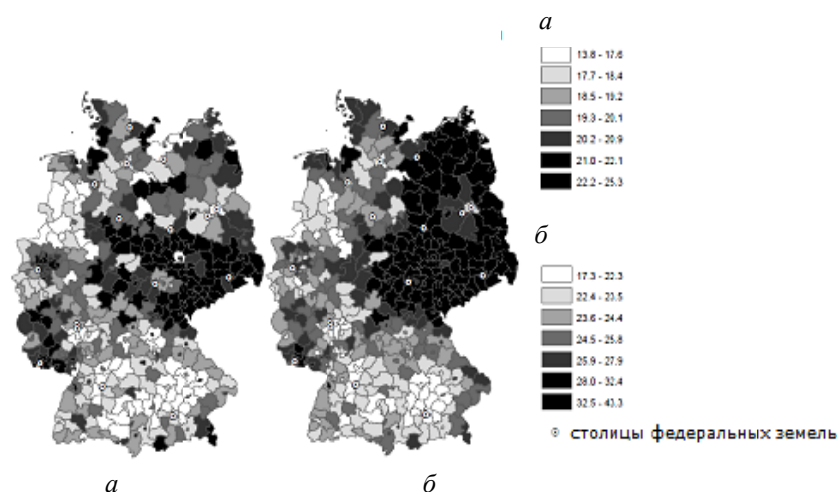 а
13.8 - 17.6
17.7 - 18.4
18.5 - 19.2
19.3 - 20.1
20.2 - 20.9
21.0 - 22.1
22.2 - 25.3
б
17.3 - 22.3
22.4 - 23.5
23.6 - 24.4
24.5 - 25.8
25.9 - 27.9
28.0 - 32.4
32.5 - 43.3
столицы федеральных земель
а
б